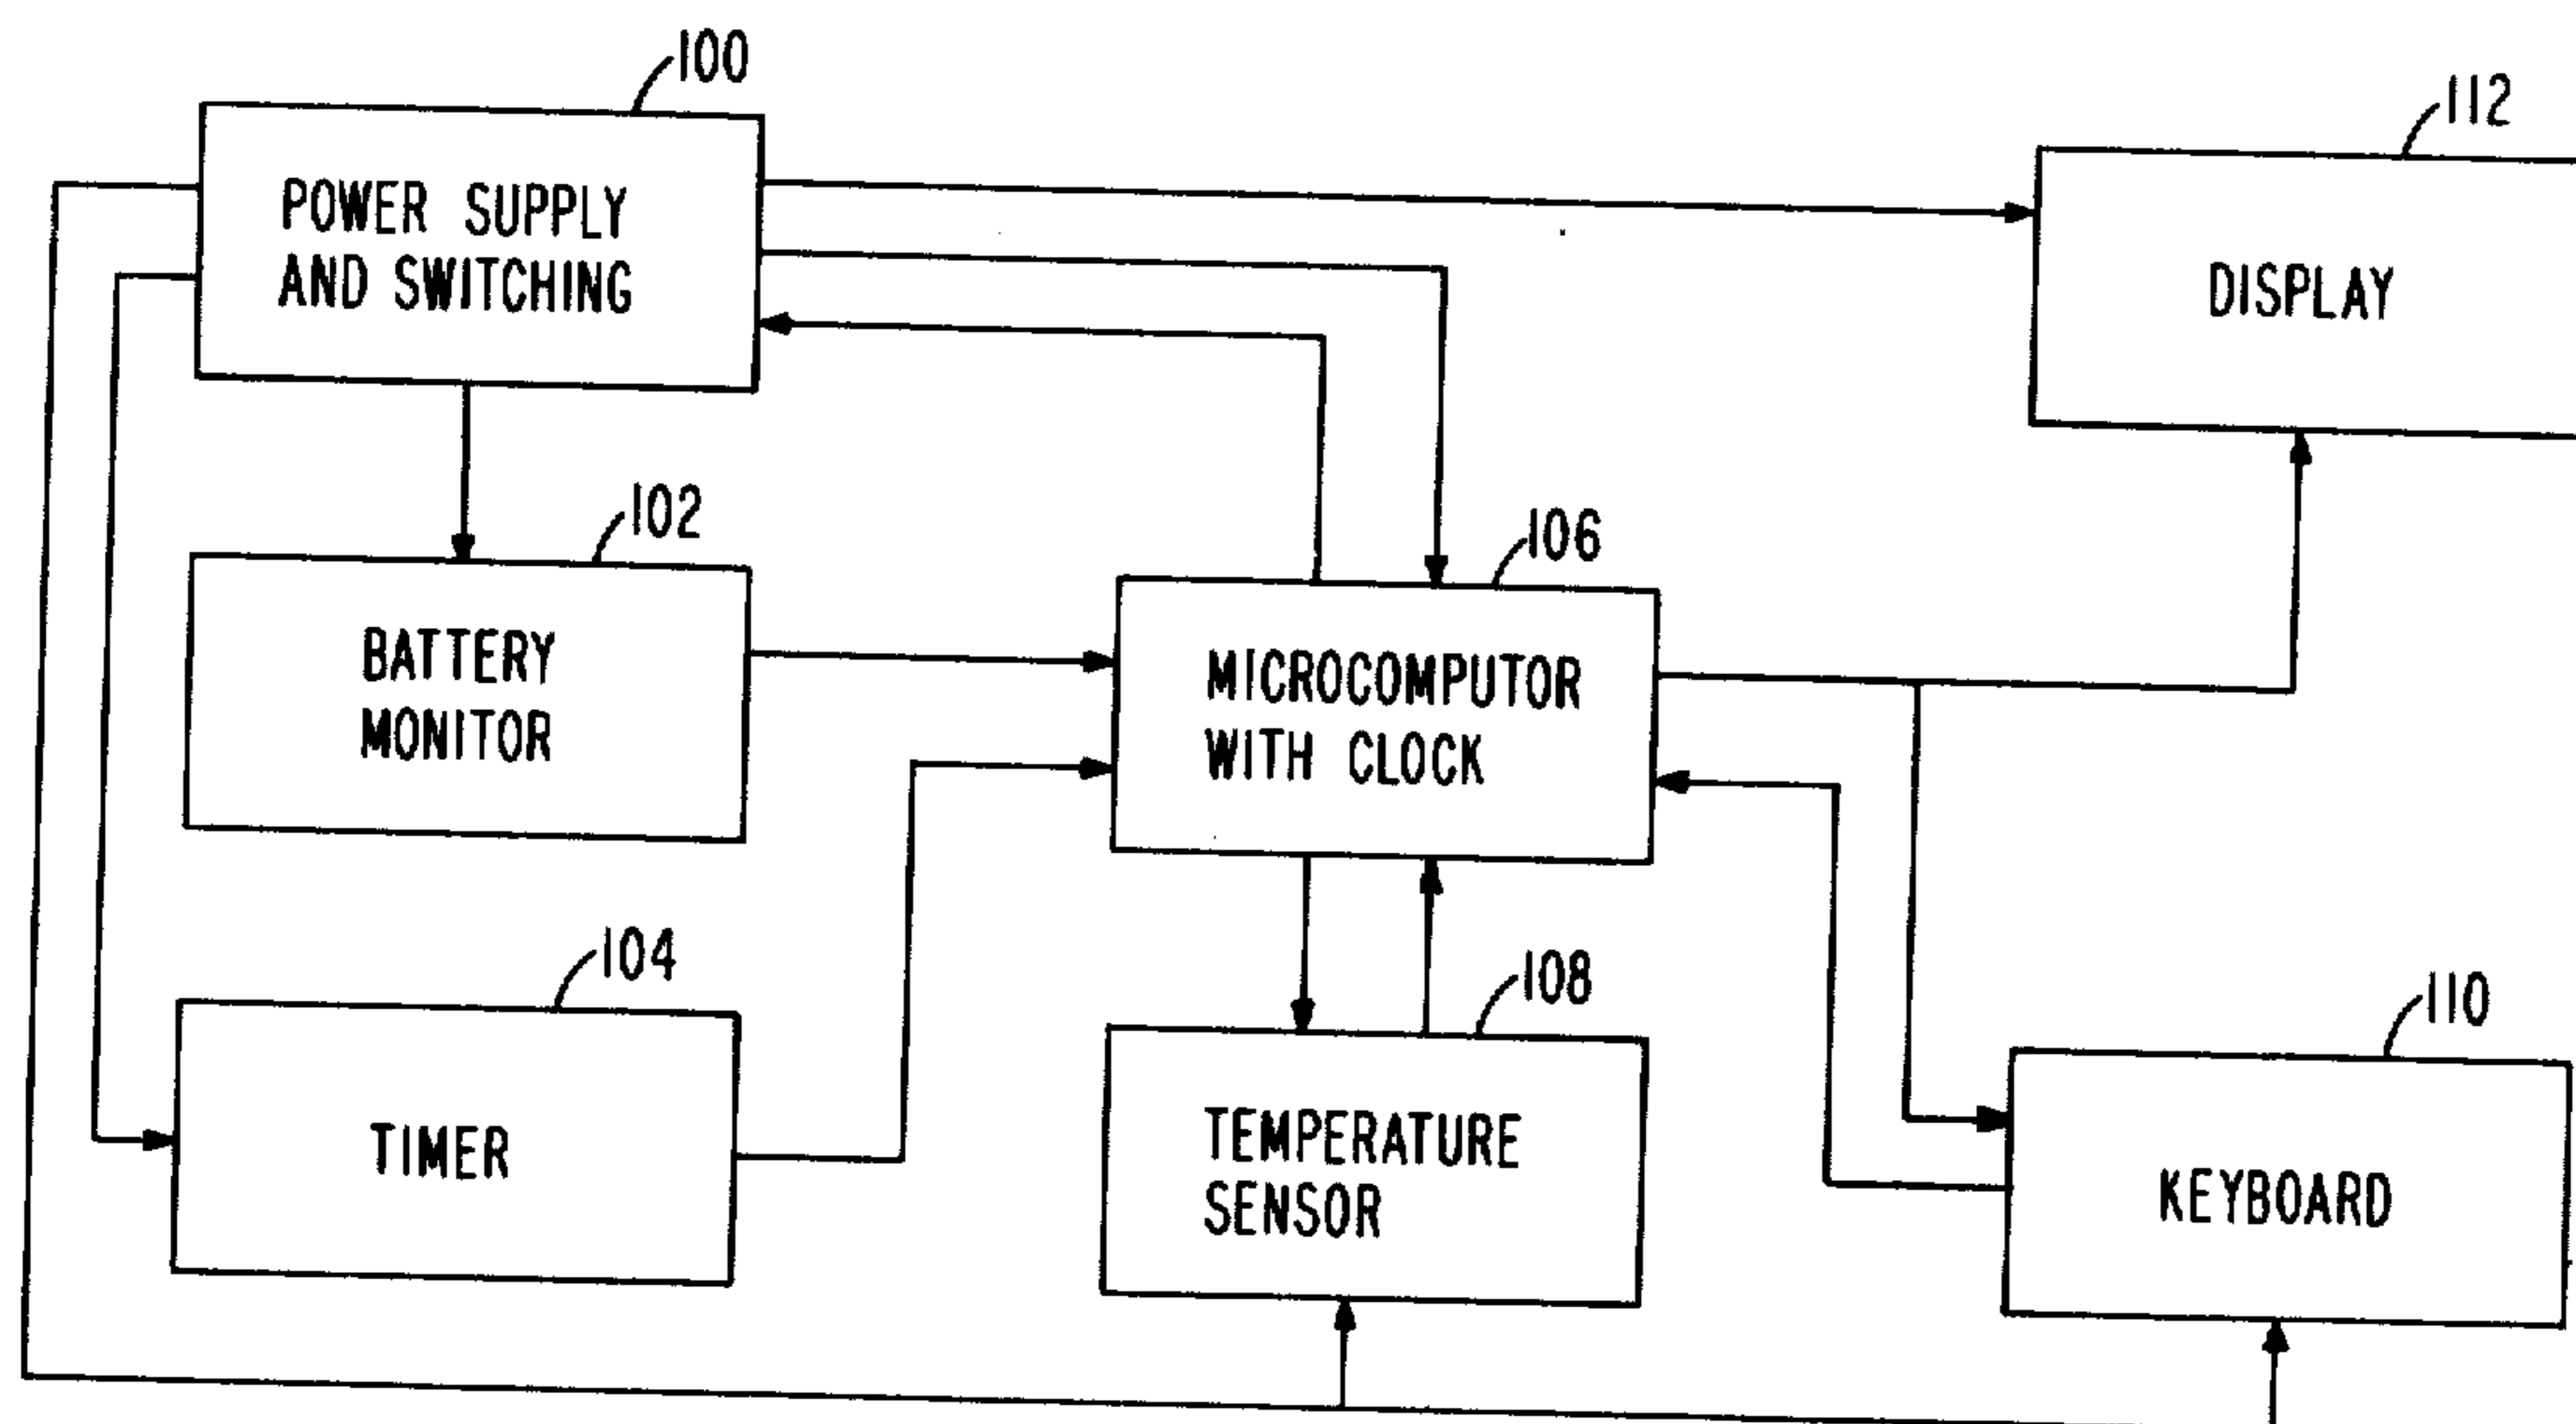 100
POWER SUPPLY
AND SWITCHING
112
DISPLAY
102
BATTERY
MONITOR
106
MICROCOMPUTOR
WITH CLOCK
104
TIMER
108
TEMPERATURE
SENSOR
110
KEYBOARD